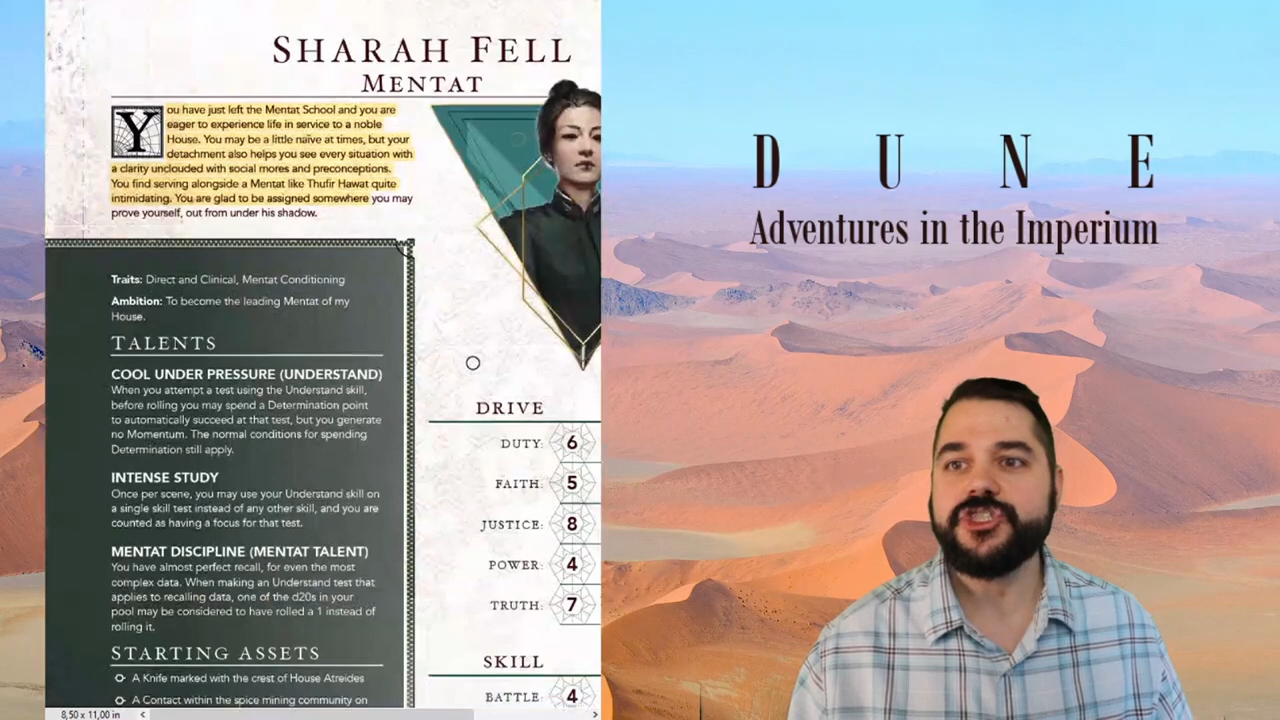 SHARAH FELL
MENTAT
You have just left the Mentat School and you are
eager to experience life in service to a noble
House. You may be a little naïve at times, but your
detachment also helps you see every situation with
a clarity unclouded with social mores and preconceptions.
You find serving alongside a Mentat like Thufir Hawat quite
intimidating. You are glad to be assigned somewhere you may
prove yourself, out from under his shadow.
Traits: Direct and Clinical, Mentat Conditioning
Ambition: To become the leading Mentat of my
House.
TALENTS
COOL UNDER PRESSURE (UNDERSTAND)
When you attempt a test using the Understand skill,
before rolling you may spend a Determination point
to automatically succeed at that test, but you generate
no Momentum. The normal conditions for spending
Determination still apply.
INTENSE STUDY
Once per scene, you may use your Understand skill on
a single skill test instead of any other skill, and you are
counted as having a focus for that test.
MENTAT DISCIPLINE (MENTAT TALENT)
You have almost perfect recall, for even the most
complex data. When making an Understand test that
applies to recalling data, one of the d20s in your
pool may be considered to have rolled a 1 instead of
rolling it.
STARTING ASSETS
A Knife marked with the crest of House Atreides
A Contact within the spice mining community on
DRIVE
DUTY: 6
FAITH: 5
JUSTICE: 8
POWER: 4
TRUTH: 7
SKILL
BATTLE: 4
8,50 x 11,00 in
DUNE
Adventures in the Imperium